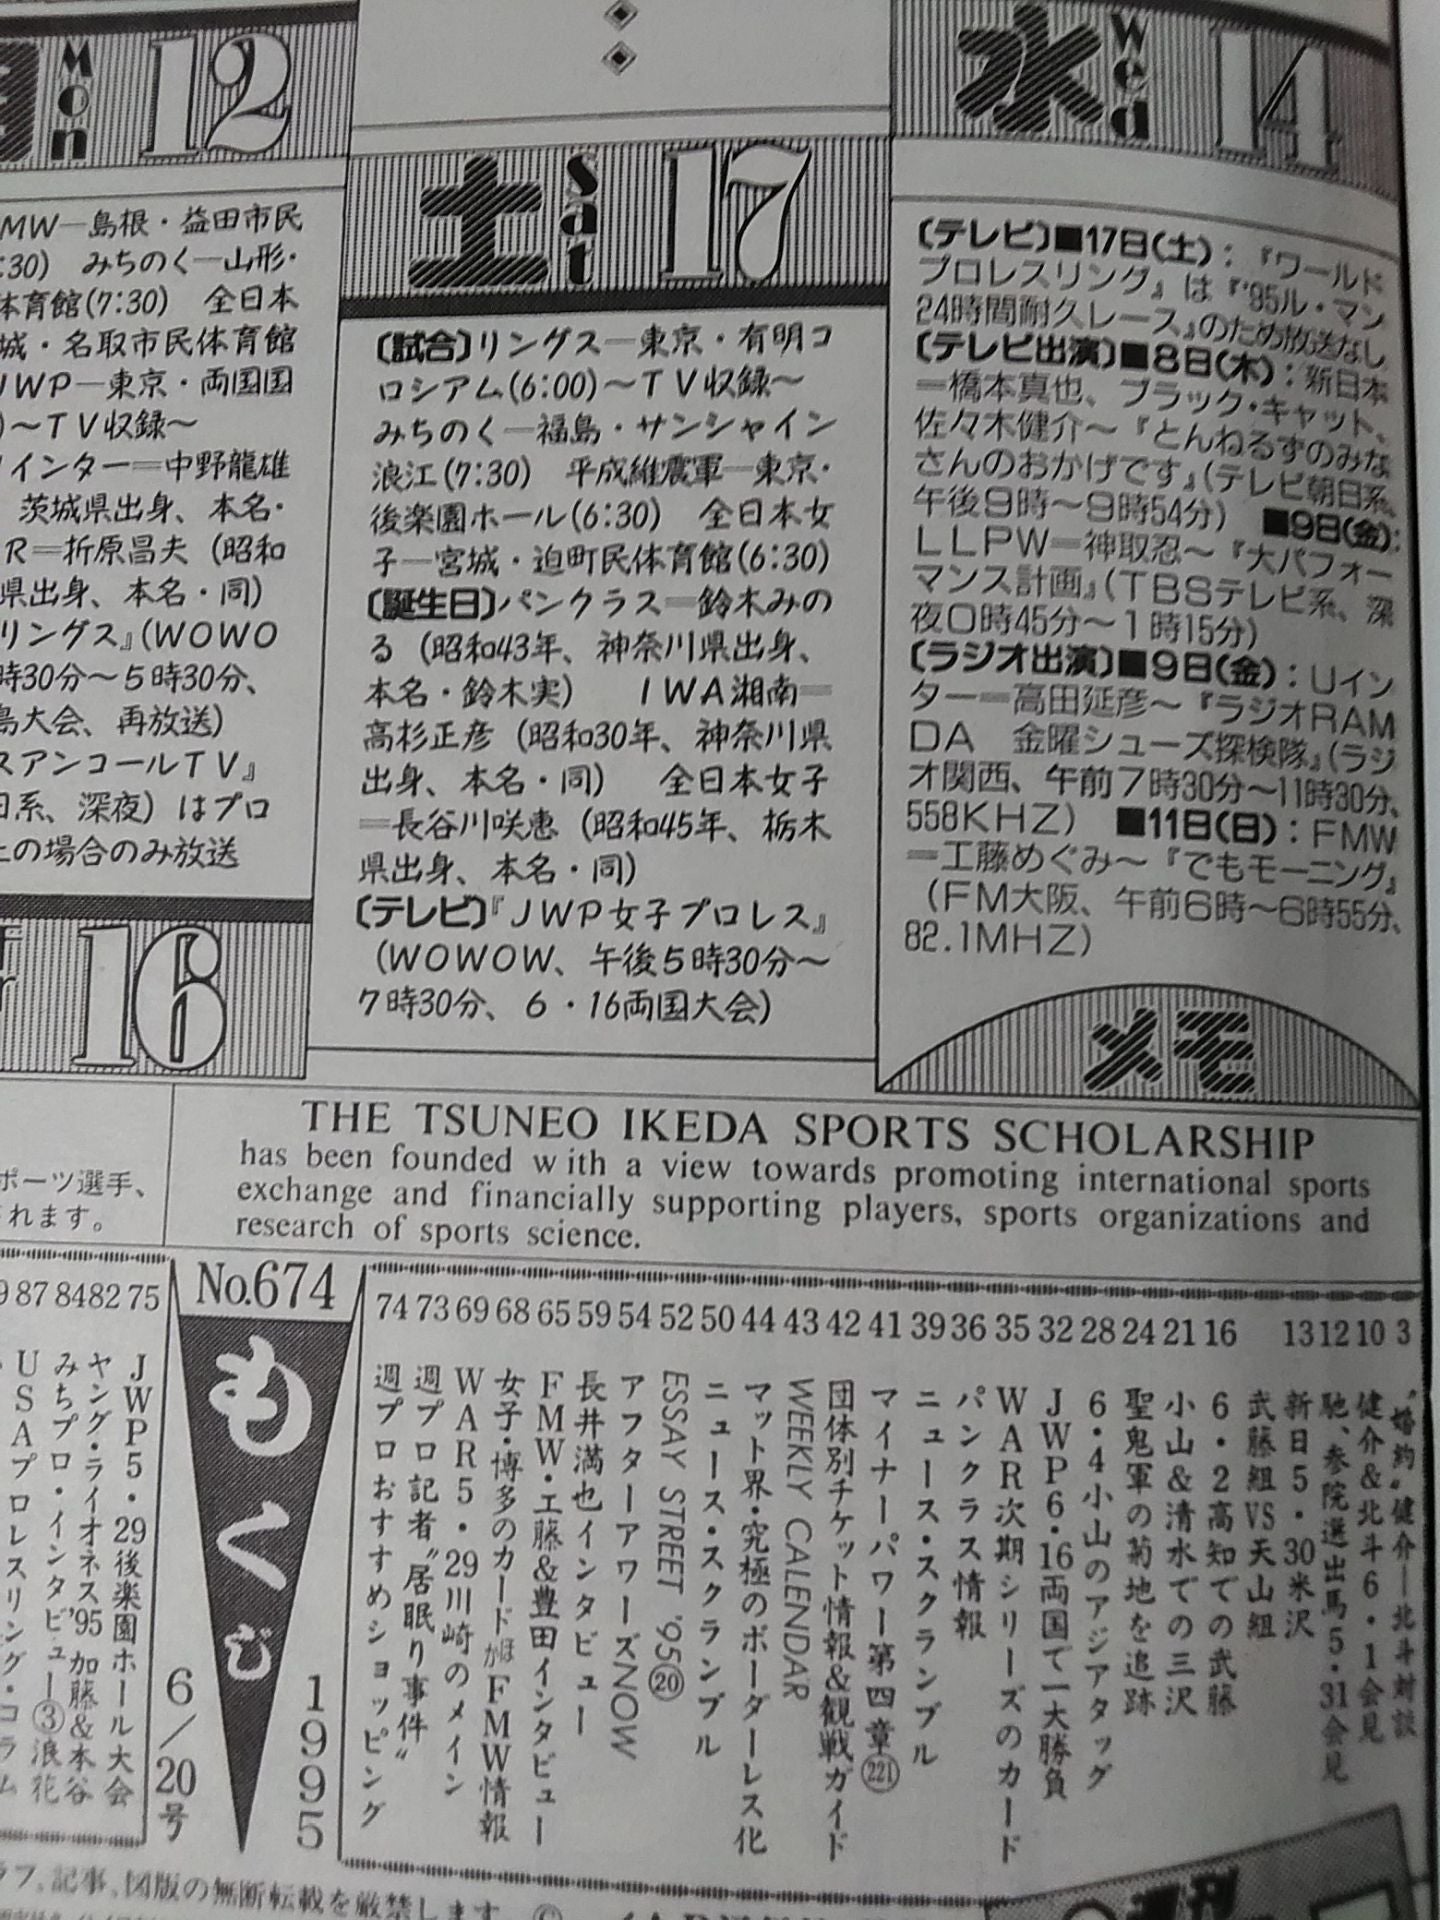 Mon 12
MW―島根・益田市民
:30)　みちのく―山形・
体育館(7:30)　全日本
城・名取市民体育館
JWP―東京・両国国
)～TV収録～
インター＝中野龍雄
茨城県出身、本名・
R＝折原昌夫（昭和
県出身、本名・同）
リングス』(WOWO
時30分～5時30分、
島大会、再放送）
スアンコールTV』
日系、深夜）はプロ
上の場合のみ放送
16
土 Sat 17
〔試合〕リングス―東京・有明コ
ロシアム(6:00)～TV収録～
みちのく―福島・サンシャイン
浪江(7:30)　平成維震軍―東京・
後楽園ホール(6:30)　全日本女
子―宮城・迫町民体育館(6:30)
〔誕生日〕パンクラス＝鈴木みの
る（昭和43年、神奈川県出身、
本名・鈴木実）　IWA湘南＝
高杉正彦（昭和30年、神奈川県
出身、本名・同）　全日本女子
＝長谷川咲恵（昭和45年、栃木
県出身、本名・同）
〔テレビ〕『JWP女子プロレス』
（WOWOW、午後5時30分～
7時30分、6・16両国大会）
水 Wed 14
〔テレビ〕■17日(土)：『ワールド
プロレスリング』は『'95ル・マン
24時間耐久レース』のため放送なし
〔テレビ出演〕■8日(木)：新日本
＝橋本真也、ブラック・キャット、
佐々木健介～『とんねるずのみな
さんのおかげです』(テレビ朝日系、
午後9時～9時54分）　■9日(金)：
LLPW＝神取忍～『大パフォー
マンス計画』(TBSテレビ系、深
夜0時45分～1時15分）
〔ラジオ出演〕■9日(金)：Uイン
ター＝高田延彦～『ラジオRAM
DA　金曜シューズ探検隊』(ラジ
オ関西、午前7時30分～11時30分、
558KHZ）　■11日(日)：FMW
＝工藤めぐみ～『でもモーニング』
（FM大阪、午前6時～6時55分、
82.1MHZ）
メモ
ポーツ選手、
れます。
THE TSUNEO IKEDA SPORTS SCHOLARSHIP
has been founded with a view towards promoting international sports
exchange and financially supporting players, sports organizations and
research of sports science.
3 〝婚約〟健介―北斗対談
10 健介&北斗6・1会見
12 馳、参院選出馬5・31会見
13 新日5・30米沢
武藤組VS天山組
16 6・2高知での武藤
21 小山&清水での三沢
24 聖鬼軍の菊地を追跡
28 6・4小山のアジアタッグ
32 JWP6・16両国で一大勝負
35 WAR次期シリーズのカード
36 パンクラス情報
39 ニュース・スクランブル
41 マイナーパワー第四章㉑
42 団体別チケット情報&観戦ガイド
43 WEEKLY CALENDAR
44 マット界・究極のボーダーレス化
50 ニュース・スクランブル
52 ESSAY STREET '95⑳
54 アフターアワーズNOW
59 長井満也インタビュー
65 FMW・工藤&豊田インタビュー
68 女子・博多のカードほかFMW情報
69 WAR5・29川崎のメイン
73 週プロ記者〝居眠り事件〟
74 週プロおすすめショッピング
No.674
もくじ
1995
6/20号
75 JWP5・29後楽園ホール大会
82 ヤング・ライオネス'95 加藤&本谷
84 みちプロ・インタビュー③浪花
87 USAプロレスリング・コラム
ラフ、記事、図版の無断転載を厳禁します